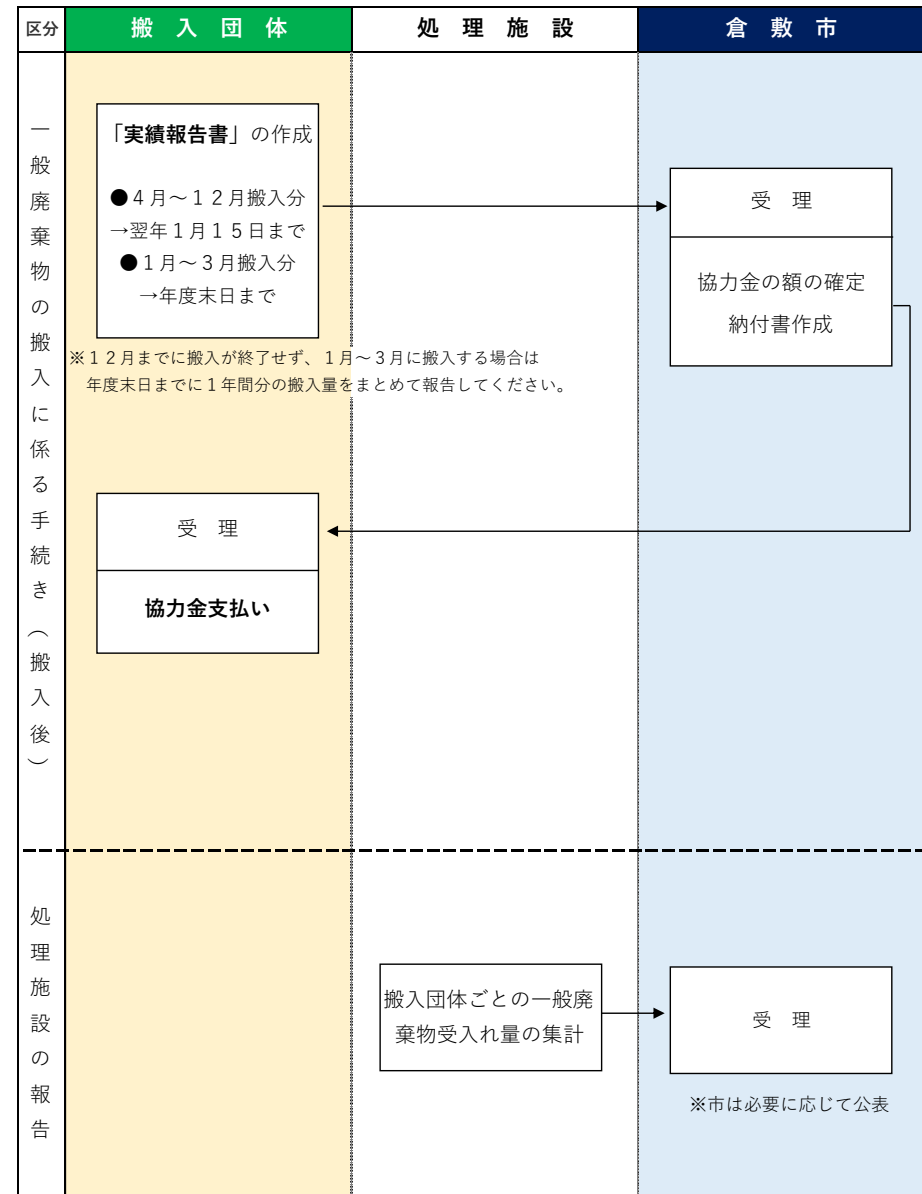 区分
搬入団体
処理施設
倉敷市
一般廃棄物の搬入に係る手続き（搬入後）
「実績報告書」の作成
●４月～１２月搬入分
→翌年１月１５日まで
●１月～３月搬入分
→年度末日まで
受　理
協力金の額の確定
納付書作成
※１２月までに搬入が終了せず、１月～３月に搬入する場合は
年度末日までに１年間分の搬入量をまとめて報告してください。
受　理
協力金支払い
処理施設の報告
搬入団体ごとの一般廃
棄物受入れ量の集計
受　理
※市は必要に応じて公表